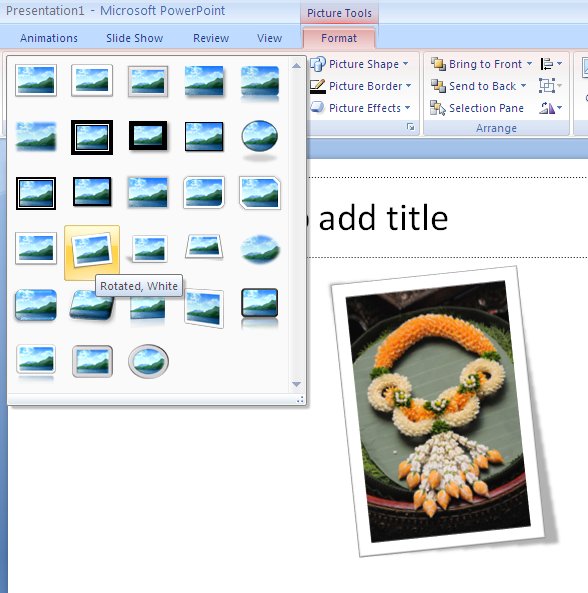 Presentation1 - Microsoft PowerPoint
Picture Tools
Animations Slide Show Review View Format
Picture Shape
Picture Border
Picture Effects
Bring to Front
Send to Back
Selection Pane
Arrange
add title
Rotated, White